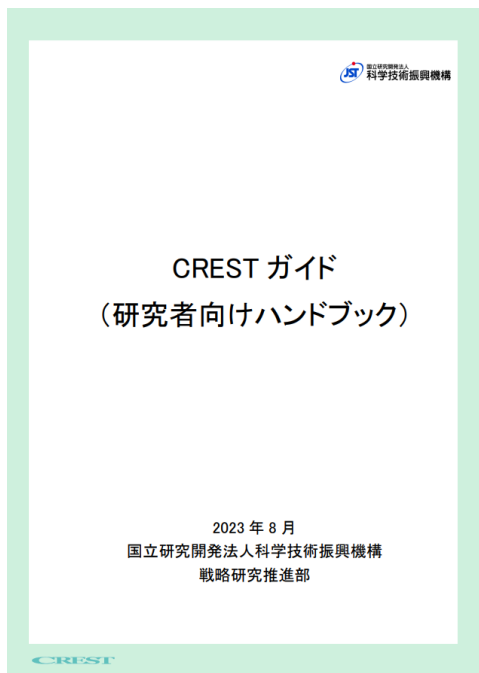 JST
国立研究開発法人
科学技術振興機構
CREST ガイド
（研究者向けハンドブック）
2023 年 8 月
国立研究開発法人科学技術振興機構
戦略研究推進部
CREST